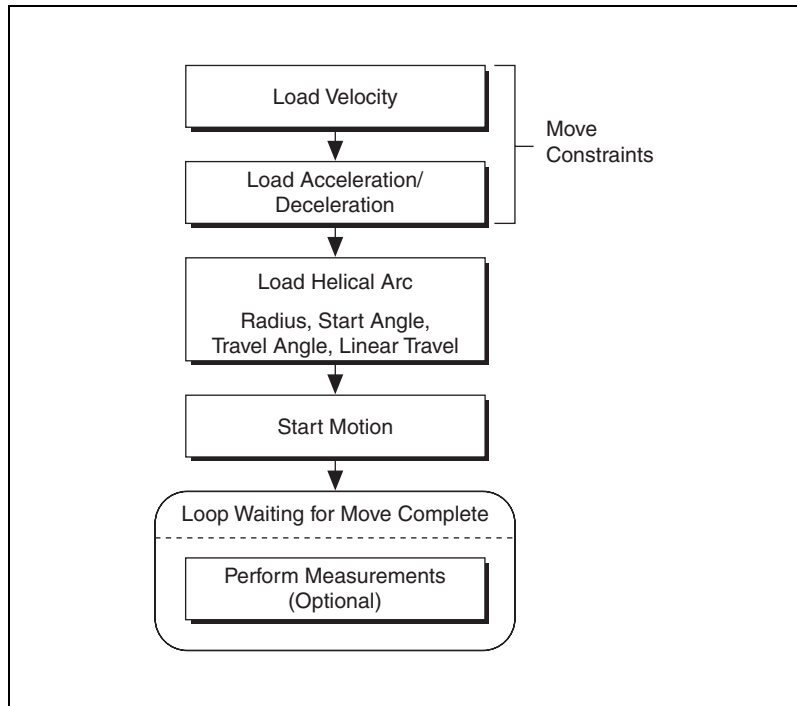 Load Velocity
Move
Constraints
Load Acceleration/
Deceleration
Load Helical Arc
Radius, Start Angle,
Travel Angle, Linear Travel
Start Motion
Loop Waiting for Move Complete
Perform Measurements
(Optional)